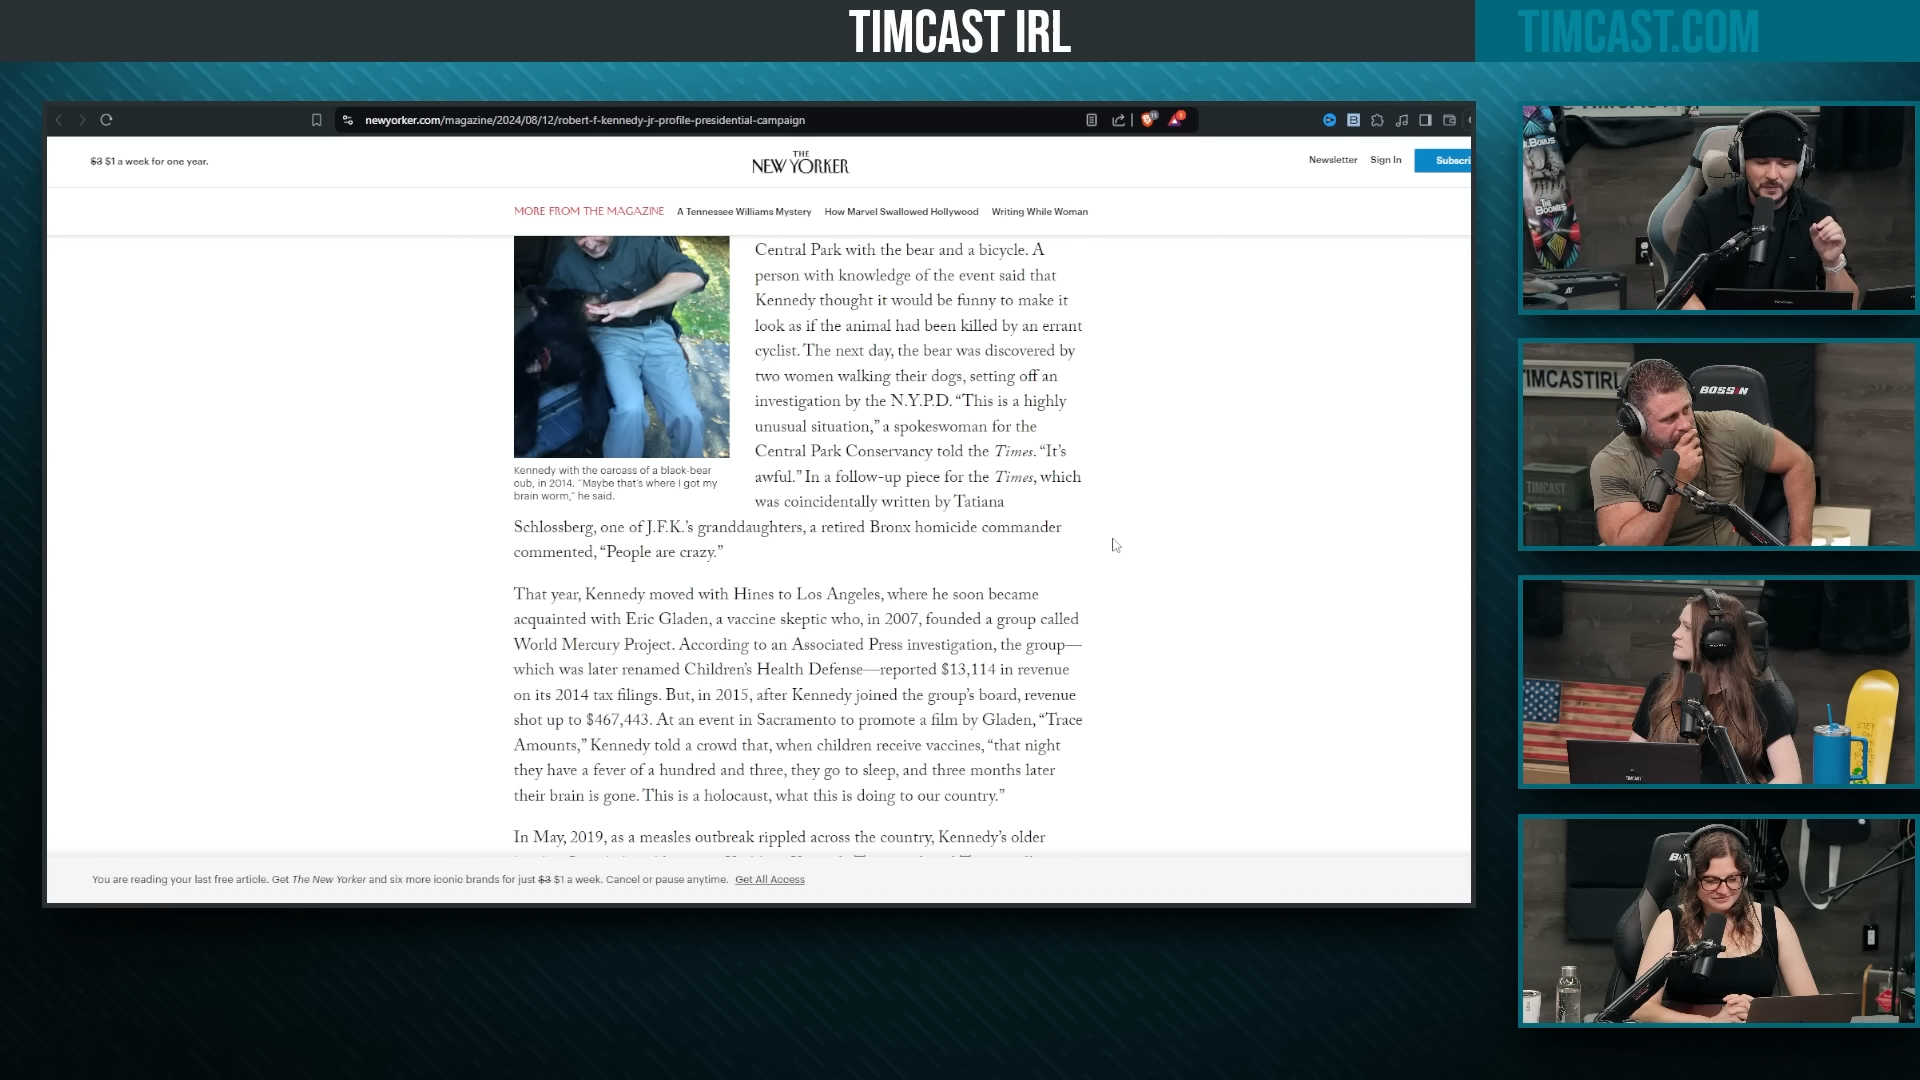 TIMCAST IRL
TIMCAST.COM
newyorker.com/magazine/2024/08/12/robert-f-kennedy-jr-profile-presidential-campaign
$3 $1 a week for one year.
THE
NEW YORKER
Newsletter
Sign In
Subscri
MORE FROM THE MAGAZINE
A Tennessee Williams Mystery
How Marvel Swallowed Hollywood
Writing While Woman
Central Park with the bear and a bicycle. A
person with knowledge of the event said that
Kennedy thought it would be funny to make it
look as if the animal had been killed by an errant
cyclist. The next day, the bear was discovered by
two women walking their dogs, setting off an
investigation by the N.Y.P.D. “This is a highly
unusual situation,” a spokeswoman for the
Central Park Conservancy told the Times. “It’s
awful.” In a follow-up piece for the Times, which
was coincidentally written by Tatiana
Schlossberg, one of J.F.K.’s granddaughters, a retired Bronx homicide commander
commented, “People are crazy.”
Kennedy with the carcass of a black-bear
cub, in 2014. “Maybe that’s where I got my
brain worm,” he said.
That year, Kennedy moved with Hines to Los Angeles, where he soon became
acquainted with Eric Gladen, a vaccine skeptic who, in 2007, founded a group called
World Mercury Project. According to an Associated Press investigation, the group—
which was later renamed Children’s Health Defense—reported $13,114 in revenue
on its 2014 tax filings. But, in 2015, after Kennedy joined the group’s board, revenue
shot up to $467,443. At an event in Sacramento to promote a film by Gladen, “Trace
Amounts,” Kennedy told a crowd that, when children receive vaccines, “that night
they have a fever of a hundred and three, they go to sleep, and three months later
their brain is gone. This is a holocaust, what this is doing to our country.”
In May, 2019, as a measles outbreak rippled across the country, Kennedy’s older
You are reading your last free article. Get The New Yorker and six more iconic brands for just $3 $1 a week. Cancel or pause anytime. Get All Access
The
Boonies
TIMCASTIRL
BOSSIN
TIMCAST